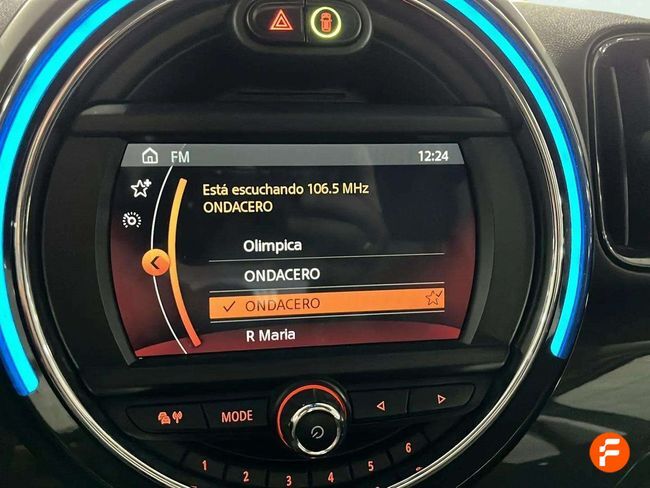 FM
12:24
Está escuchando 106.5 MHz
ONDACERO
Olimpica
ONDACERO
ONDACERO
R Maria
MODE
1 2 3 4 5 6